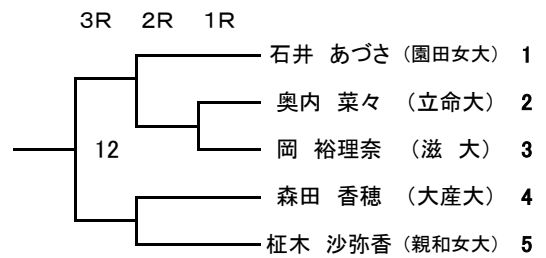 3R 2R 1R
石井 あづさ（園田女大） 1
奥内 菜々 （立命大） 2
12
岡 裕理奈 （滋 大） 3
森田 香穂 （大産大） 4
柾木 沙弥香（親和女大） 5